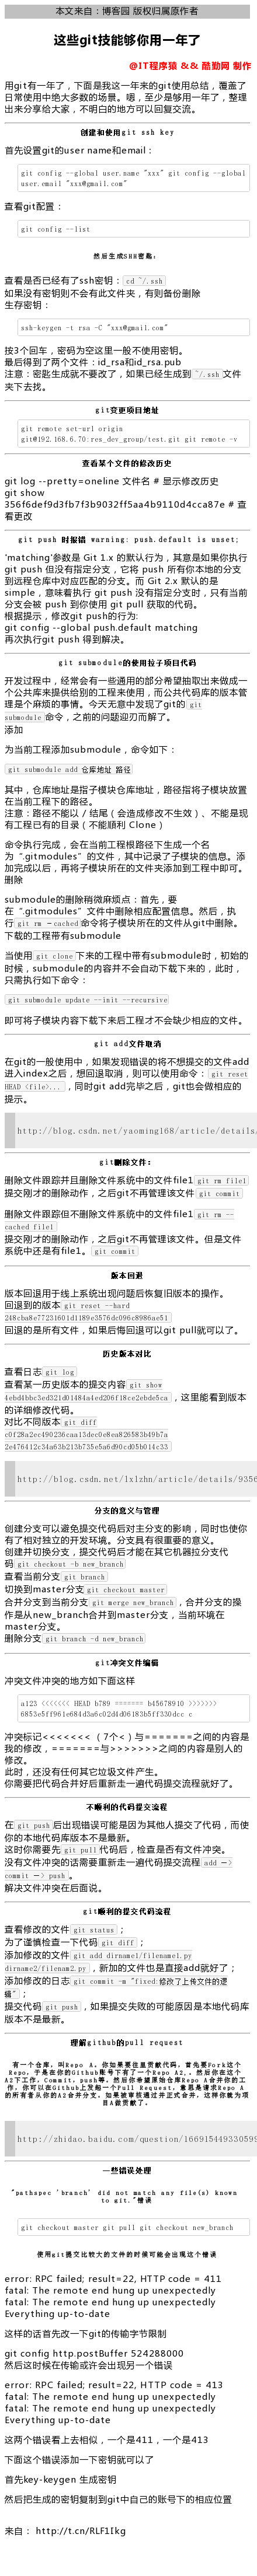 本文来自：博客园 版权归属原作者
这些git技能够你用一年了
@IT程序猿 && 酷勤网 制作
用git有一年了，下面是我这一年来的git使用总结，覆盖了
日常使用中绝大多数的场景。嗯，至少是够用一年了，整理
出来分享给大家，不明白的地方可以回复交流。
创建和使用git ssh key
首先设置git的user name和email：
git config --global user.name "xxx" git config --global
user.email "xxx@gmail.com"
查看git配置：
git config --list
然后生成SHH密匙：
查看是否已经有了ssh密钥： cd ~/.ssh
如果没有密钥则不会有此文件夹，有则备份删除
生存密钥：
ssh-keygen -t rsa -C "xxx@gmail.com"
按3个回车，密码为空这里一般不使用密钥。
最后得到了两个文件：id_rsa和id_rsa.pub
注意：密匙生成就不要改了，如果已经生成到 ~/.ssh 文件
夹下去找。
git变更项目地址
git remote set-url origin
git@192.168.6.70:res_dev_group/test.git git remote -v
查看某个文件的修改历史
git log --pretty=oneline 文件名 # 显示修改历史
git show
356f6def9d3fb7f3b9032ff5aa4b9110d4cca87e # 查
看更改
git push 时报错 warning: push.default is unset;
'matching'参数是 Git 1.x 的默认行为，其意是如果你执行
git push 但没有指定分支，它将 push 所有你本地的分支
到远程仓库中对应匹配的分支。而 Git 2.x 默认的是
simple，意味着执行 git push 没有指定分支时，只有当前
分支会被 push 到你使用 git pull 获取的代码。
根据提示，修改git push的行为:
git config --global push.default matching
再次执行git push 得到解决。
git submodule的使用拉子项目代码
开发过程中，经常会有一些通用的部分希望抽取出来做成一
个公共库来提供给别的工程来使用，而公共代码库的版本管
理是个麻烦的事情。今天无意中发现了git的 git
submodule 命令，之前的问题迎刃而解了。
添加
为当前工程添加submodule，命令如下：
git submodule add 仓库地址 路径
其中，仓库地址是指子模块仓库地址，路径指将子模块放置
在当前工程下的路径。
注意：路径不能以 / 结尾（会造成修改不生效）、不能是现
有工程已有的目录（不能順利 Clone）
命令执行完成，会在当前工程根路径下生成一个名
为“.gitmodules”的文件，其中记录了子模块的信息。添
加完成以后，再将子模块所在的文件夹添加到工程中即可。
删除
submodule的删除稍微麻烦点：首先，要
在“.gitmodules”文件中删除相应配置信息。然后，执
行 git rm –cached 命令将子模块所在的文件从git中删除。
下载的工程带有submodule
当使用 git clone 下来的工程中带有submodule时，初始的
时候，submodule的内容并不会自动下载下来的，此时，
只需执行如下命令：
git submodule update --init --recursive
即可将子模块内容下载下来后工程才不会缺少相应的文件。
git add文件取消
在git的一般使用中，如果发现错误的将不想提交的文件add
进入index之后，想回退取消，则可以使用命令： git reset
HEAD <file>... ，同时git add完毕之后，git也会做相应的
提示。
http://blog.csdn.net/yaoming168/article/details/
git删除文件:
删除文件跟踪并且删除文件系统中的文件file1 git rm file1
提交刚才的删除动作，之后git不再管理该文件 git commit
删除文件跟踪但不删除文件系统中的文件file1 git rm --
cached file1
提交刚才的删除动作，之后git不再管理该文件。但是文件
系统中还是有file1。 git commit
版本回退
版本回退用于线上系统出现问题后恢复旧版本的操作。
回退到的版本 git reset --hard
248cba8e77231601d1189e3576dc096c8986ae51
回退的是所有文件，如果后悔回退可以git pull就可以了。
历史版本对比
查看日志 git log
查看某一历史版本的提交内容 git show
4ebd4bbc3ed321d01484a4ed206f18ce2ebde5ca ，这里能看到版本
的详细修改代码。
对比不同版本 git diff
c0f28a2ec490236caa13dec0e8ea826583b49b7a
2e476412c34a63b213b735e5a6d90cd05b014c33
http://blog.csdn.net/lxlzhn/article/details/9356
分支的意义与管理
创建分支可以避免提交代码后对主分支的影响，同时也使你
有了相对独立的开发环境。分支具有很重要的意义。
创建并切换分支，提交代码后才能在其它机器拉分支代
码 git checkout -b new_branch
查看当前分支 git branch
切换到master分支 git checkout master
合并分支到当前分支 git merge new_branch ，合并分支的操
作是从new_branch合并到master分支，当前环境在
master分支。
删除分支 git branch -d new_branch
git冲突文件编辑
冲突文件冲突的地方如下面这样
a123 <<<<<<< HEAD b789 ======= b45678910 >>>>>>>
6853e5ff961e684d3a6c02d4d06183b5ff330dcc c
冲突标记<<<<<<< （7个<）与=======之间的内容是
我的修改，=======与>>>>>>>之间的内容是别人的
修改。
此时，还没有任何其它垃圾文件产生。
你需要把代码合并好后重新走一遍代码提交流程就好了。
不顺利的代码提交流程
在 git push 后出现错误可能是因为其他人提交了代码，而使
你的本地代码库版本不是最新。
这时你需要先 git pull 代码后，检查是否有文件冲突。
没有文件冲突的话需要重新走一遍代码提交流程 add —>
commit —> push 。
解决文件冲突在后面说。
git顺利的提交代码流程
查看修改的文件 git status ；
为了谨慎检查一下代码 git diff ；
添加修改的文件 git add dirname1/filename1.py
dirname2/filenam2.py ，新加的文件也是直接add就好了；
添加修改的日志 git commit -m "fixed:修改了上传文件的逻
辑" ；
提交代码 git push ，如果提交失败的可能原因是本地代码库
版本不是最新。
理解github的pull request
有一个仓库，叫Repo A。你如果要往里贡献代码，首先要Fork这个
Repo，于是在你的Github账号下有了一个Repo A2,。然后你在这个
A2下工作，Commit，push等。然后你希望原始仓库Repo A合并你的工
作，你可以在Github上发起一个Pull Request，意思是请求Repo A
的所有者从你的A2合并分支。如果被审核通过并正式合并，这样你就为项
目A做贡献了。
http://zhidao.baidu.com/question/166915449330599
一些错误处理
"pathspec 'branch' did not match any file(s) known
to git."错误
git checkout master git pull git checkout new_branch
使用git提交比较大的文件的时候可能会出现这个错误
error: RPC failed; result=22, HTTP code = 411
fatal: The remote end hung up unexpectedly
fatal: The remote end hung up unexpectedly
Everything up-to-date
这样的话首先改一下git的传输字节限制
git config http.postBuffer 524288000
然后这时候在传输或许会出现另一个错误
error: RPC failed; result=22, HTTP code = 413
fatal: The remote end hung up unexpectedly
fatal: The remote end hung up unexpectedly
Everything up-to-date
这两个错误看上去相似，一个是411，一个是413
下面这个错误添加一下密钥就可以了
首先key-keygen 生成密钥
然后把生成的密钥复制到git中自己的账号下的相应位置
来自： http://t.cn/RLF1Ikg